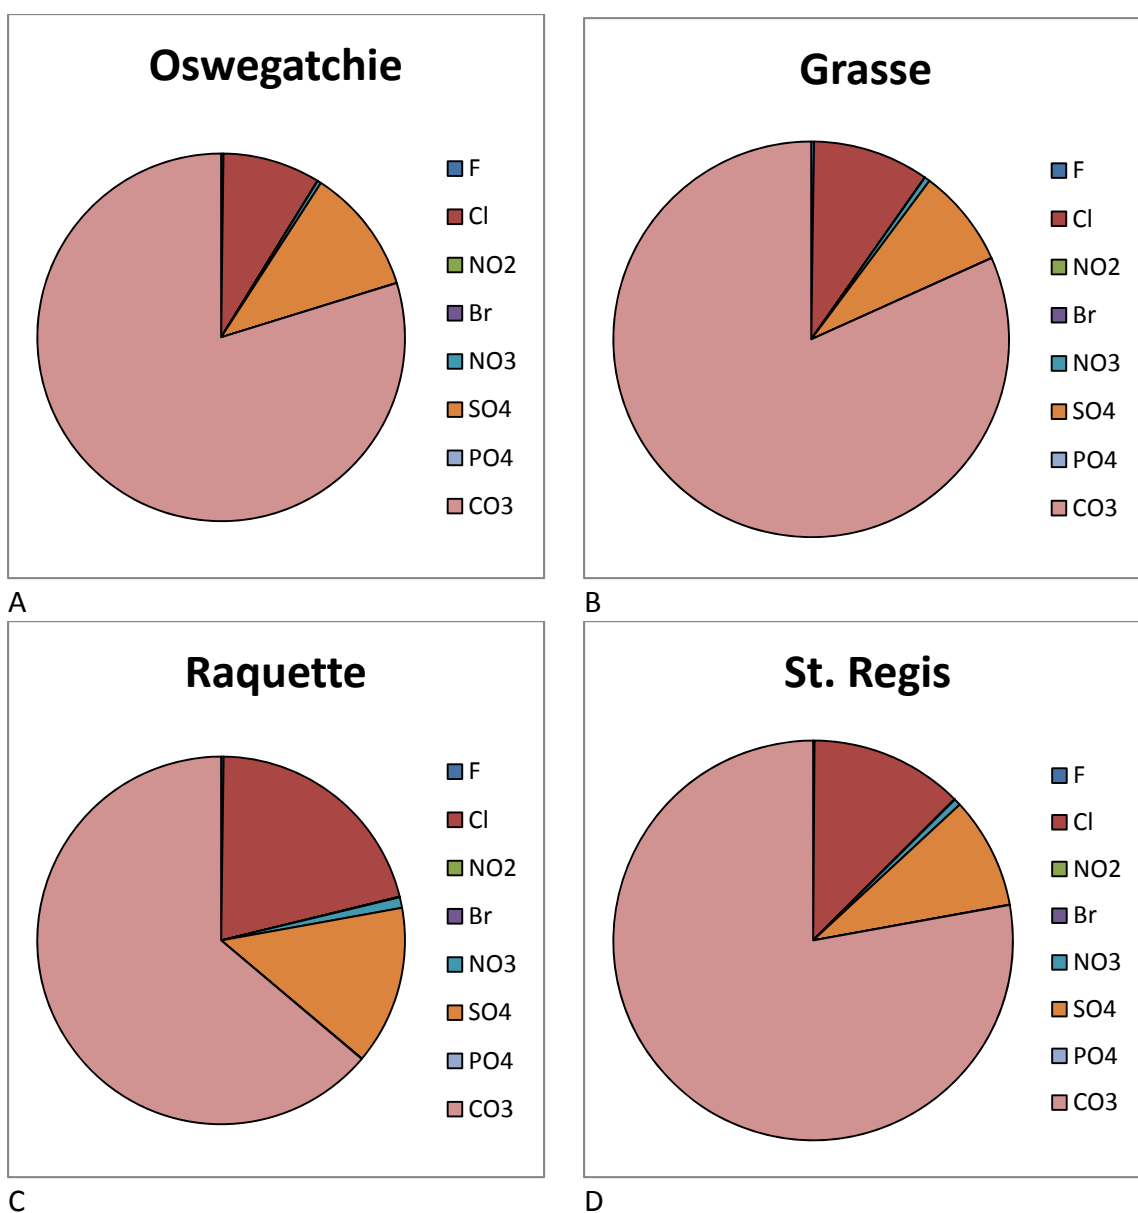 Oswegatchie
F
Cl
NO2
Br
NO3
SO4
PO4
CO3
A
Grasse
F
Cl
NO2
Br
NO3
SO4
PO4
CO3
B
Raquette
F
Cl
NO2
Br
NO3
SO4
PO4
CO3
C
St. Regis
F
Cl
NO2
Br
NO3
SO4
PO4
CO3
D